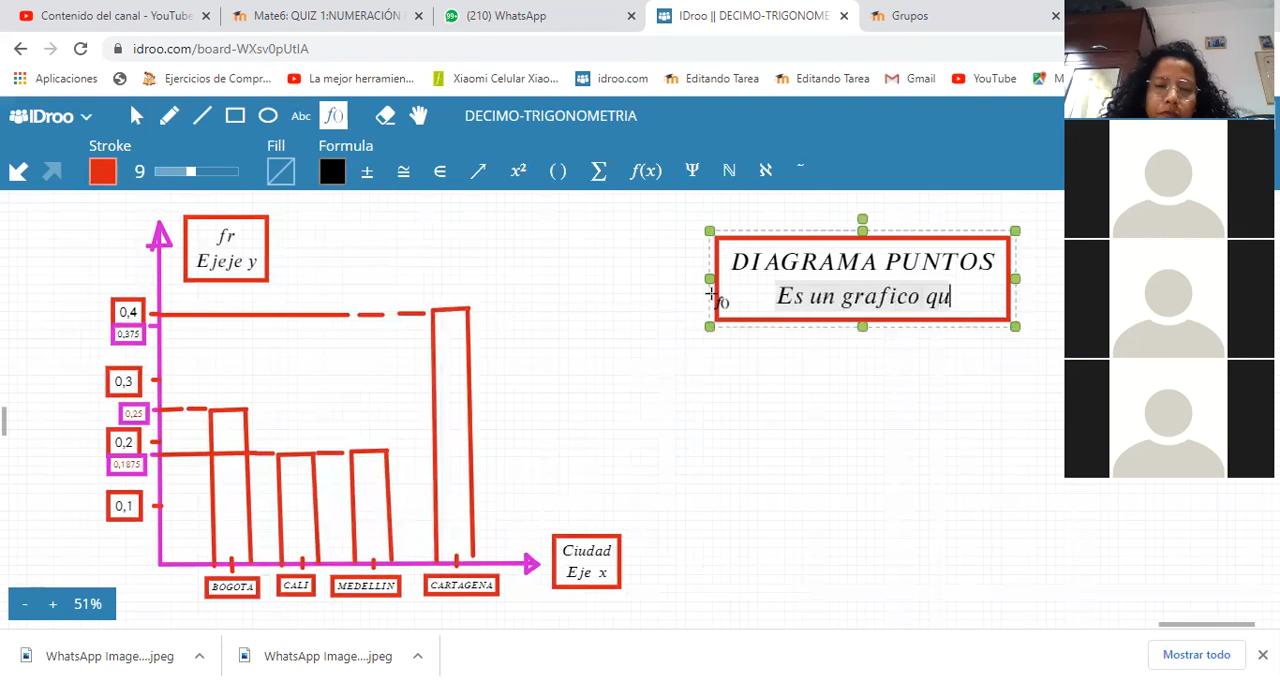 Contenido del canal - YouTube
Mate6: QUIZ 1:NUMERACIÓN
(210) WhatsApp
IDroo || DECIMO-TRIGONOME
Grupos
idroo.com/board-WXsv0pUtIA
Aplicaciones
Ejercicios de Compr...
La mejor herramien...
Xiaomi Celular Xiao...
idroo.com
Editando Tarea
Editando Tarea
Gmail
YouTube
M
IDroo
Abc
f()
DECIMO-TRIGONOMETRIA
Stroke
Fill
Formula
9
± ≅ ∈ x² ( ) ∑ f(x) Ψ ℕ ℵ ~
fr
Ejeje y
DIAGRAMA PUNTOS
Es un grafico qu
f()
0,4
0,375
0,3
0,25
0,2
0,1875
0,1
Ciudad
Eje x
BOGOTA
CALI
MEDELLIN
CARTAGENA
- + 51%
WhatsApp Image....jpeg
WhatsApp Image....jpeg
Mostrar todo